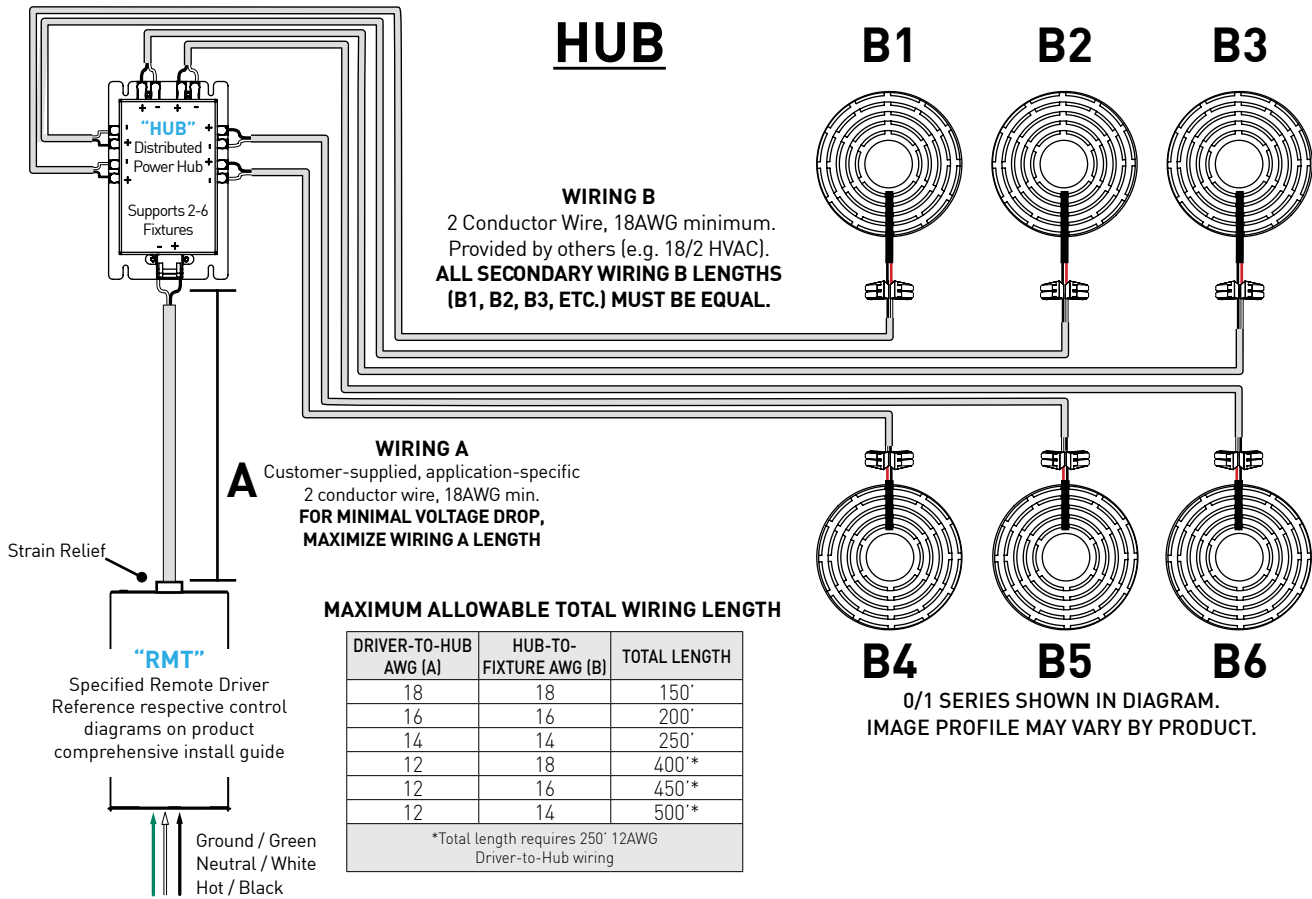 HUB
B1
B2
B3
+ - + -
"HUB"
Distributed
Power Hub
Supports 2-6
Fixtures
- +
-
+
-
+
+
-
+
-
WIRING B
2 Conductor Wire, 18AWG minimum.
Provided by others (e.g. 18/2 HVAC).
ALL SECONDARY WIRING B LENGTHS
(B1, B2, B3, ETC.) MUST BE EQUAL.
A
WIRING A
Customer-supplied, application-specific
2 conductor wire, 18AWG min.
FOR MINIMAL VOLTAGE DROP,
MAXIMIZE WIRING A LENGTH
Strain Relief
"RMT"
Specified Remote Driver
Reference respective control
diagrams on product
comprehensive install guide
Ground / Green
Neutral / White
Hot / Black
MAXIMUM ALLOWABLE TOTAL WIRING LENGTH
DRIVER-TO-HUB AWG (A) HUB-TO-FIXTURE AWG (B) TOTAL LENGTH
18 18 150'
16 16 200'
14 14 250'
12 18 400'*
12 16 450'*
12 14 500'*
*Total length requires 250' 12AWG
Driver-to-Hub wiring
B4
B5
B6
0/1 SERIES SHOWN IN DIAGRAM.
IMAGE PROFILE MAY VARY BY PRODUCT.